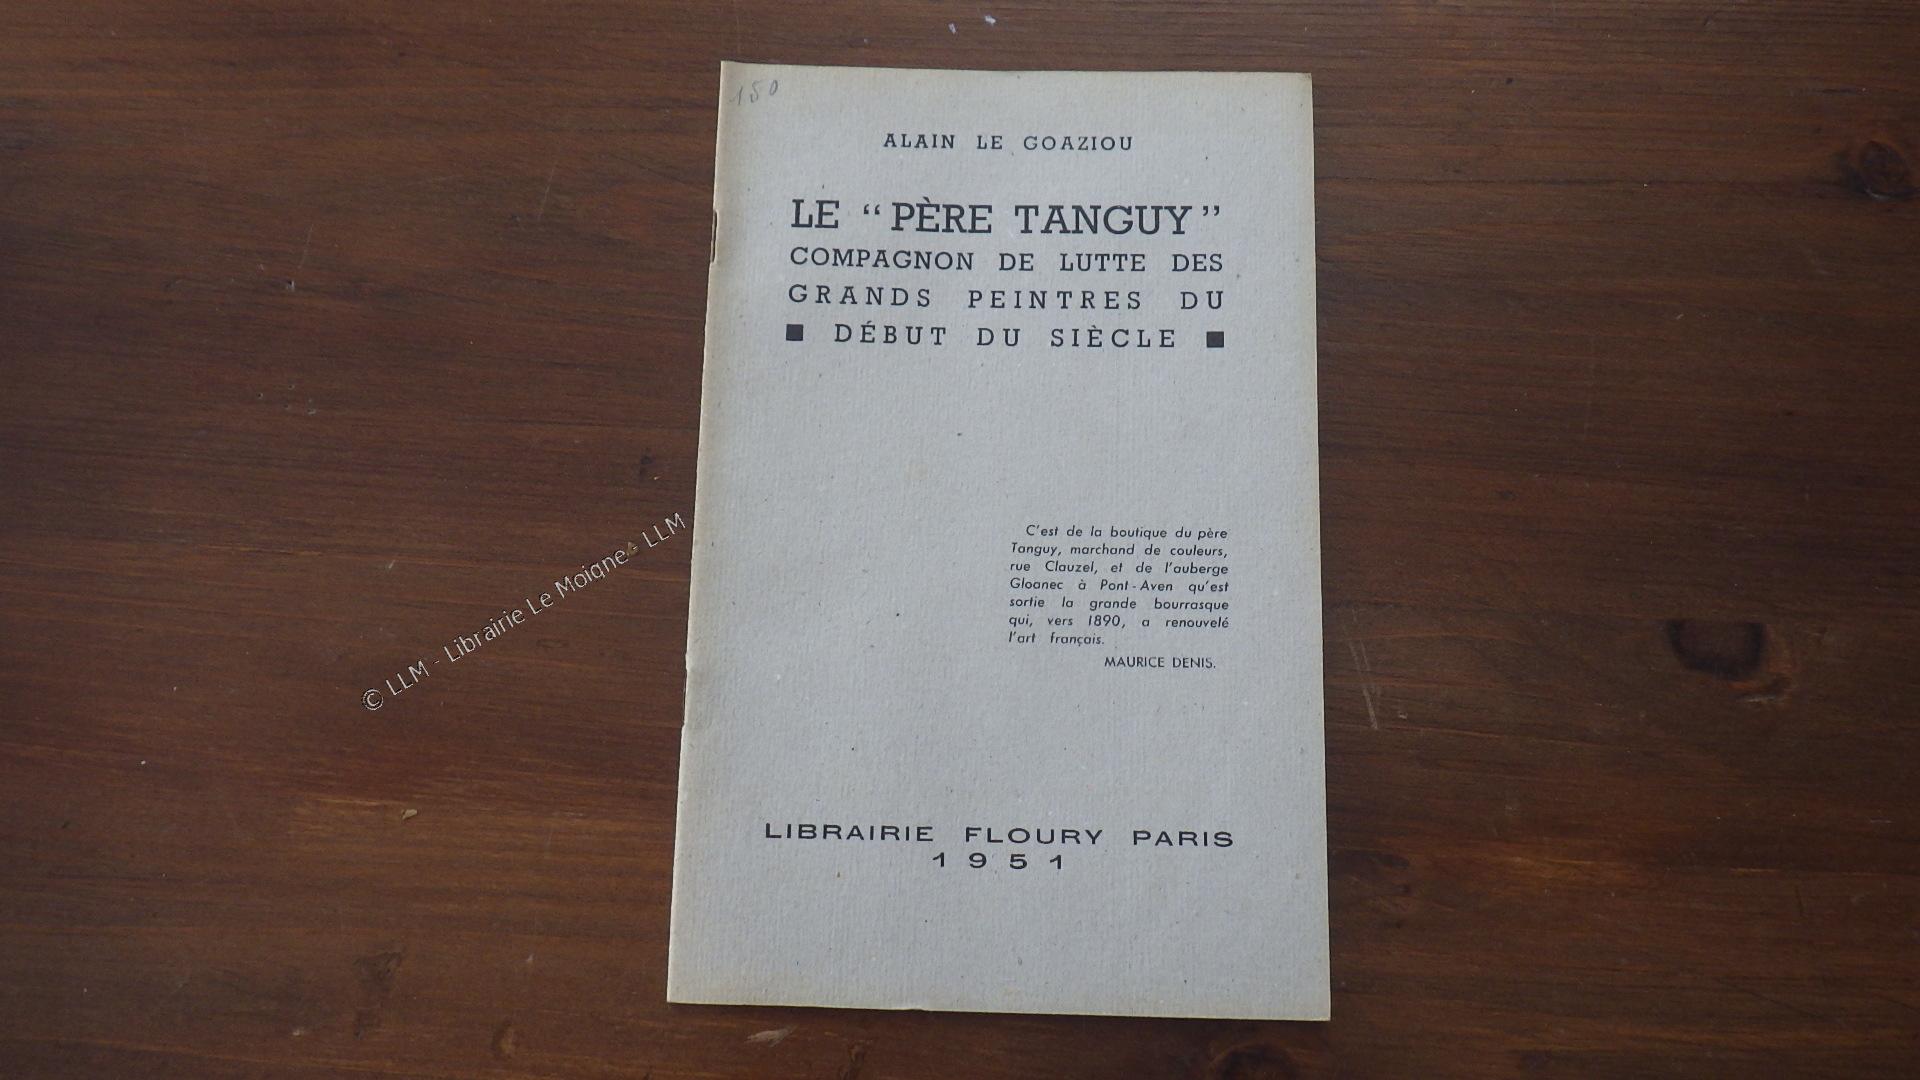 150
ALAIN LE GOAZIOU
LE “ PÈRE TANGUY ”
COMPAGNON DE LUTTE DES
GRANDS PEINTRES DU
■ DÉBUT DU SIÈCLE ■
C'est de la boutique du père
Tanguy, marchand de couleurs,
rue Clauzel, et de l'auberge
Gloanec à Pont-Aven qu'est
sortie la grande bourrasque
qui, vers 1890, a renouvelé
l'art français.
MAURICE DENIS.
LIBRAIRIE FLOURY PARIS
1951
© LLM - Librairie Le Moigne - LLM